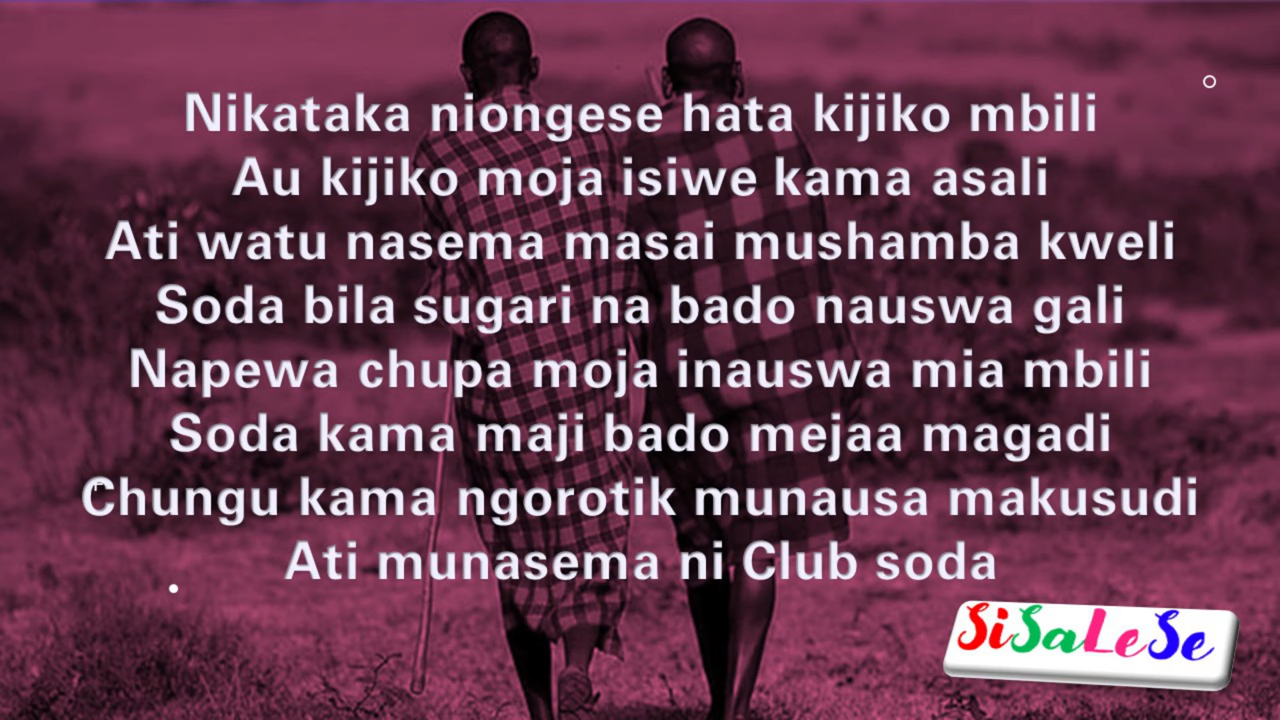 Nikataka niongese hata kijiko mbili
Au kijiko moja isiwe kama asali
Ati watu nasema masai mushamba kweli
Soda bila sugari na bado nauswa gali
Napewa chupa moja inauswa mia mbili
Soda kama maji bado mejaa magadi
Chungu kama ngorotik munausa makusudi
Ati munasema ni Club soda
SiSaLeSe